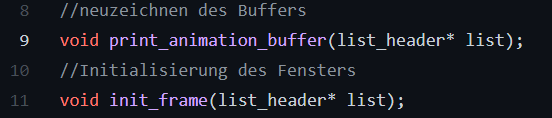 8 //neuzeichnen des Buffers
9 void print_animation_buffer(list_header* list);
10 //Initialisierung des Fensters
11 void init_frame(list_header* list);